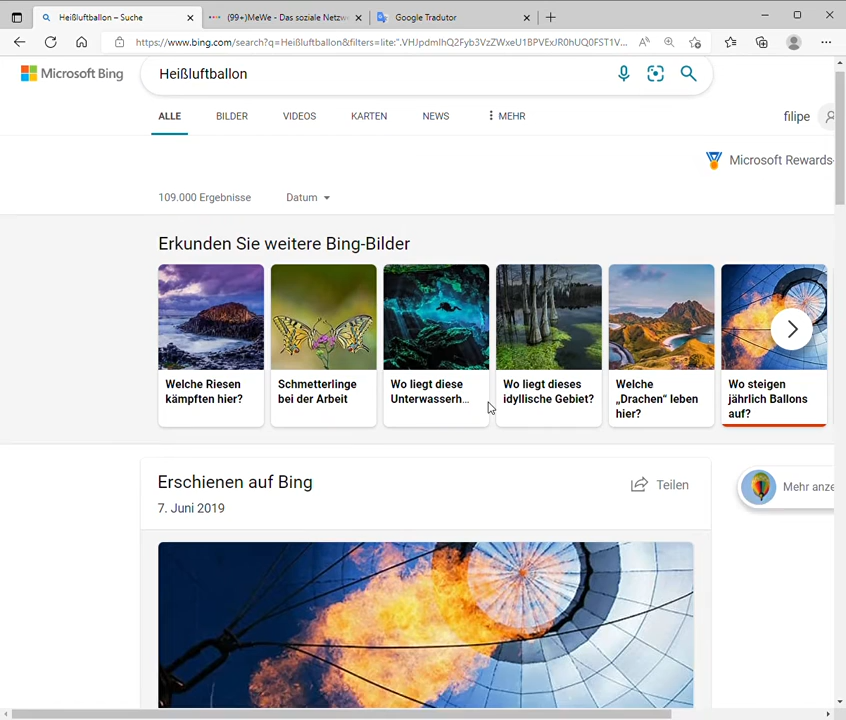 Heißluftballon – Suche
(99+)MeWe - Das soziale Netzw
Google Tradutor
https://www.bing.com/search?q=Heißluftballon&filters=lite:".VHJpdmlhQ2Fyb3VzZWxeU1BPVExJR0hUQ0FST1V...
Microsoft Bing
Heißluftballon
ALLE
BILDER
VIDEOS
KARTEN
NEWS
MEHR
filipe
Microsoft Rewards
109.000 Ergebnisse
Datum
Erkunden Sie weitere Bing-Bilder
Welche Riesen
kämpften hier?
Schmetterlinge
bei der Arbeit
Wo liegt diese
Unterwasserh...
Wo liegt dieses
idyllische Gebiet?
Welche
„Drachen“ leben
hier?
Wo steigen
jährlich Ballons
auf?
Erschienen auf Bing
Teilen
7. Juni 2019
Mehr anze